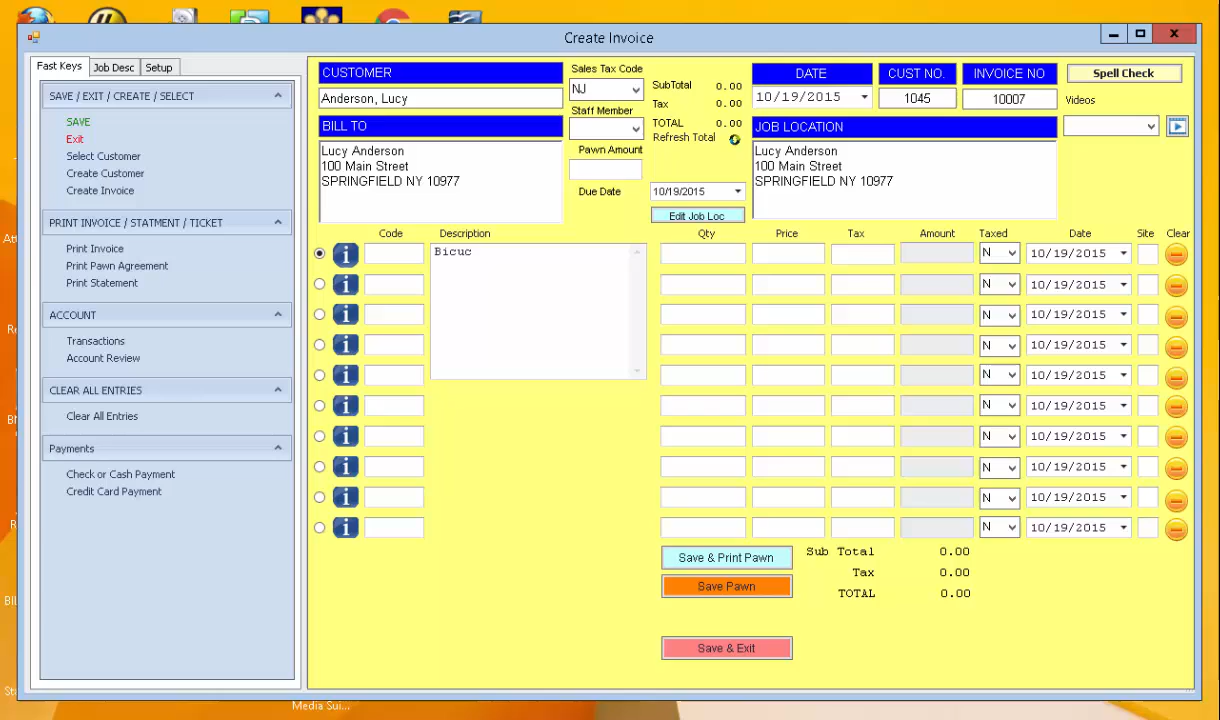 Create Invoice
Fast Keys Job Desc Setup
SAVE / EXIT / CREATE / SELECT
SAVE
Exit
Select Customer
Create Customer
Create Invoice
PRINT INVOICE / STATMENT / TICKET
Print Invoice
Print Pawn Agreement
Print Statement
ACCOUNT
Transactions
Account Review
CLEAR ALL ENTRIES
Clear All Entries
Payments
Check or Cash Payment
Credit Card Payment
CUSTOMER
Anderson, Lucy
BILL TO
Lucy Anderson
100 Main Street
SPRINGFIELD NY 10977
Sales Tax Code
NJ
Staff Member
Pawn Amount
Due Date 10/19/2015
SubTotal 0.00
Tax 0.00
TOTAL 0.00
Refresh Total
Edit Job Loc
DATE CUST NO. INVOICE NO
10/19/2015 1045 10007
Spell Check
Videos
JOB LOCATION
Lucy Anderson
100 Main Street
SPRINGFIELD NY 10977
Code Description Qty Price Tax Amount Taxed Date Site Clear
i Bicuc N 10/19/2015
i N 10/19/2015
i N 10/19/2015
i N 10/19/2015
i N 10/19/2015
i N 10/19/2015
i N 10/19/2015
i N 10/19/2015
i N 10/19/2015
i N 10/19/2015
Save & Print Pawn
Save Pawn
Save & Exit
Sub Total 0.00
Tax 0.00
TOTAL 0.00
Media Sui...